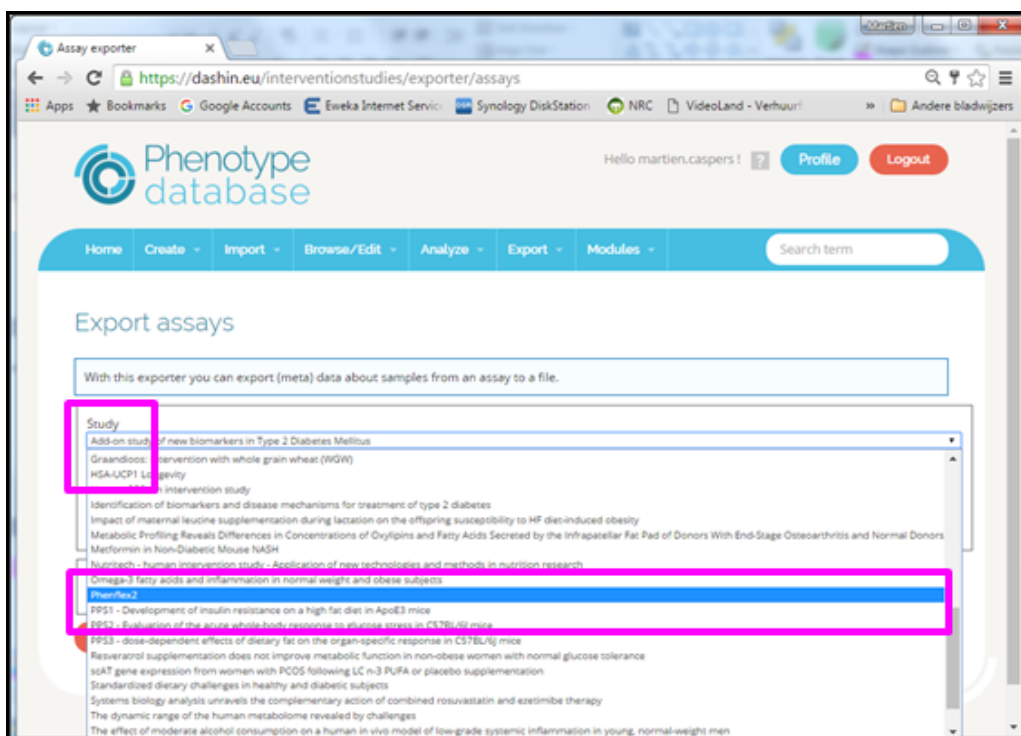 Martien
Assay exporter
https://dashin.eu/interventionstudies/exporter/assays
Apps Bookmarks Google Accounts Eweka Internet Servic Synology DiskStation NRC VideoLand - Verhuur! » Andere bladwijzers
Phenotype
database
Hello martien.caspers ! ? Profile Logout
Home Create Import Browse/Edit Analyze Export Modules Search term
Export assays
With this exporter you can export (meta) data about samples from an assay to a file.
Study
Add-on study of new biomarkers in Type 2 Diabetes Mellitus
Graandioos: intervention with whole grain wheat (WGW)
HSA-UCP1 Longevity
intervention study
Identification of biomarkers and disease mechanisms for treatment of type 2 diabetes
Impact of maternal leucine supplementation during lactation on the offspring susceptibility to HF diet-induced obesity
Metabolic Profiling Reveals Differences in Concentrations of Oxylipins and Fatty Acids Secreted by the Infrapatellar Fat Pad of Donors With End-Stage Osteoarthritis and Normal Donors
Metformin in Non-Diabetic Mouse NASH
Nutritech - human intervention study - Application of new technologies and methods in nutrition research
Omega-3 fatty acids and inflammation in normal weight and obese subjects
Phenflex2
PPS1 - Development of insulin resistance on a high fat diet in ApoE3 mice
PPS2 - Evaluation of the acute whole-body response to glucose stress in C57BL/6J mice
PPS3 - dose-dependent effects of dietary fat on the organ-specific response in C57BL/6J mice
Resveratrol supplementation does not improve metabolic function in non-obese women with normal glucose tolerance
scAT gene expression from women with PCOS following LC n-3 PUFA or placebo supplementation
Standardized dietary challenges in healthy and diabetic subjects
Systems biology analysis unravels the complementary action of combined rosuvastatin and ezetimibe therapy
The dynamic range of the human metabolome revealed by challenges
The effect of moderate alcohol consumption on a human in vivo model of low-grade systemic inflammation in young, normal-weight men